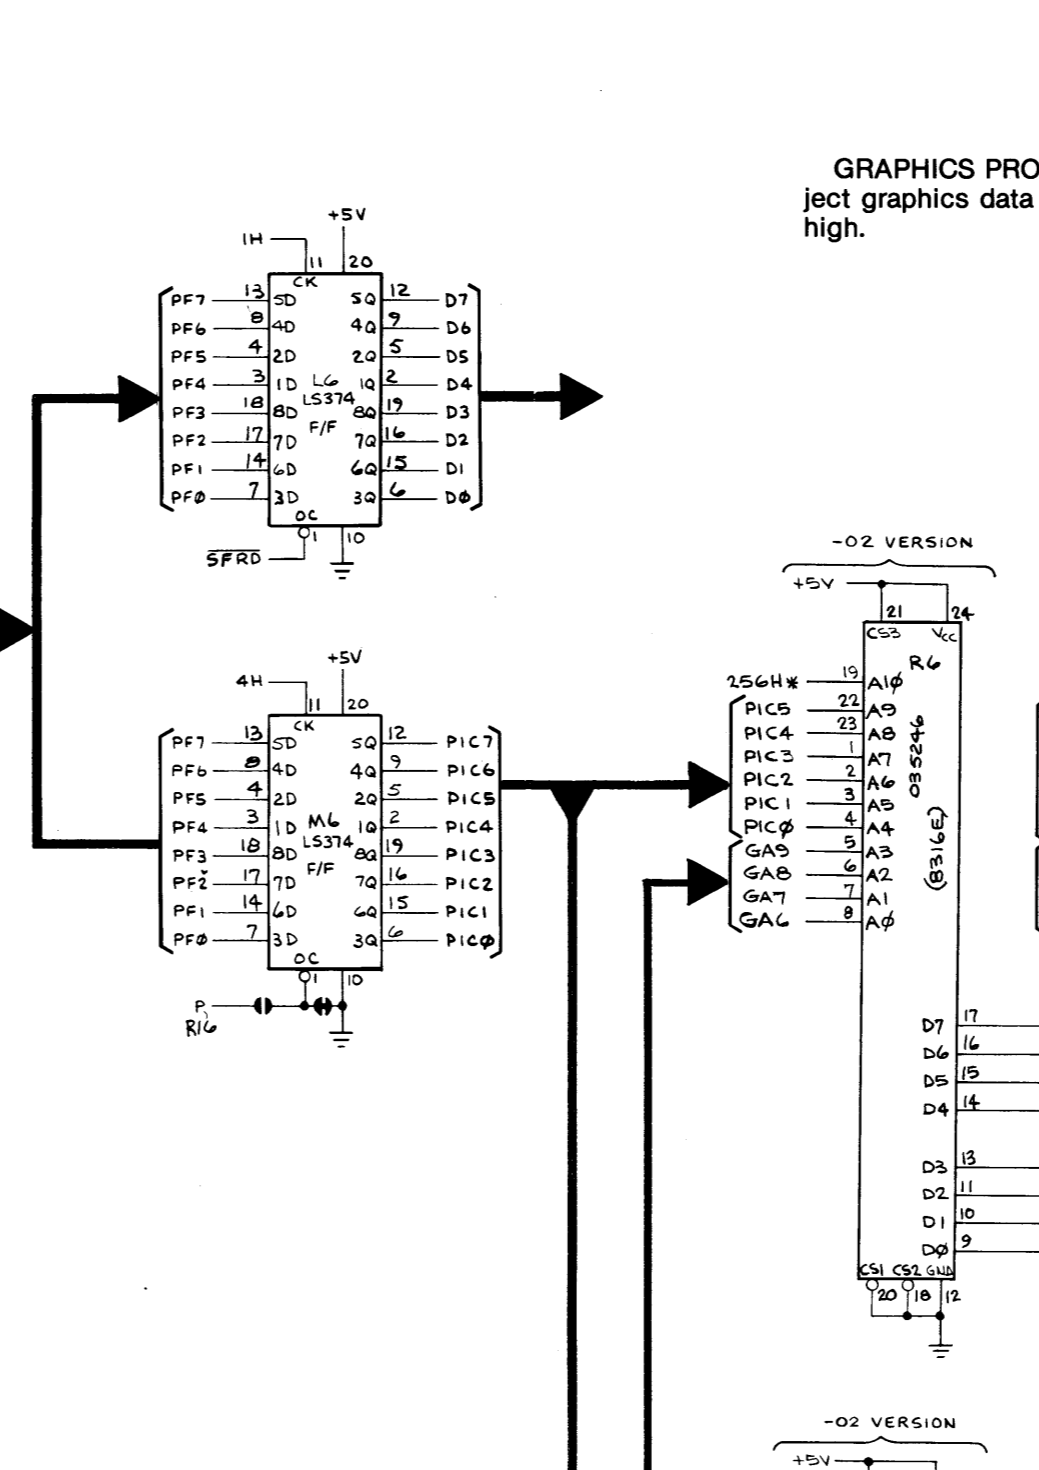 GRAPHICS PRO
ject graphics data
high.
+5V
1H
11 20
CK
PF7 13 5D 5Q 12 D7
PF6 8 4D 4Q 9 D6
PF5 4 2D 2Q 5 D5
PF4 3 1D L6 1Q 2 D4
LS374
PF3 18 8D 8Q 19 D3
F/F
PF2 17 7D 7Q 16 D2
PF1 14 6D 6Q 15 D1
PFØ 7 3D 3Q 6 DØ
OC
1 10
SFRD
+5V
4H
11 20
CK
PF7 13 5D 5Q 12 PIC7
PF6 8 4D 4Q 9 PIC6
PF5 4 2D 2Q 5 PIC5
PF4 3 1D M6 1Q 2 PIC4
LS374
PF3 18 8D 8Q 19 PIC3
F/F
PF2 17 7D 7Q 16 PIC2
PF1 14 6D 6Q 15 PIC1
PFØ 7 3D 3Q 6 PICØ
OC
1 10
P,
R16
-02 VERSION
+5V
21 24
CS3 Vcc
R6
256H* 19 A1Ø
PIC5 22 A9
PIC4 23 A8
PIC3 1 A7
PIC2 2 A6
PIC1 3 A5
PICØ 4 A4
GA9 5 A3
GA8 6 A2
GA7 7 A1
GA6 8 AØ
035246
(8316E)
D7 17
D6 16
D5 15
D4 14
D3 13
D2 11
D1 10
DØ 9
CS1 CS2 GND
20 18 12
-02 VERSION
+5V